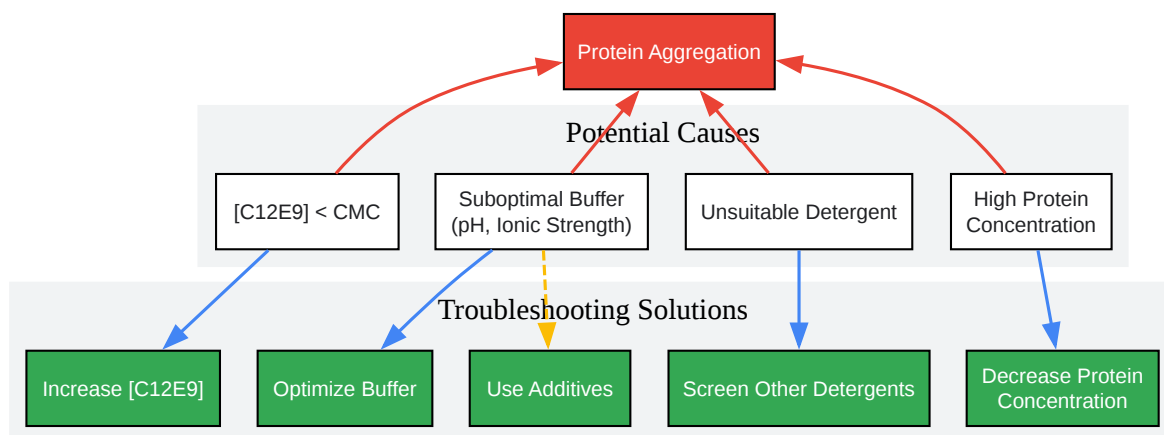 Protein Aggregation
Potential Causes
[C12E9] < CMC
Suboptimal Buffer
(pH, Ionic Strength)
Unsuitable Detergent
High Protein
Concentration
Troubleshooting Solutions
Increase [C12E9]
Optimize Buffer
Use Additives
Screen Other Detergents
Decrease Protein
Concentration